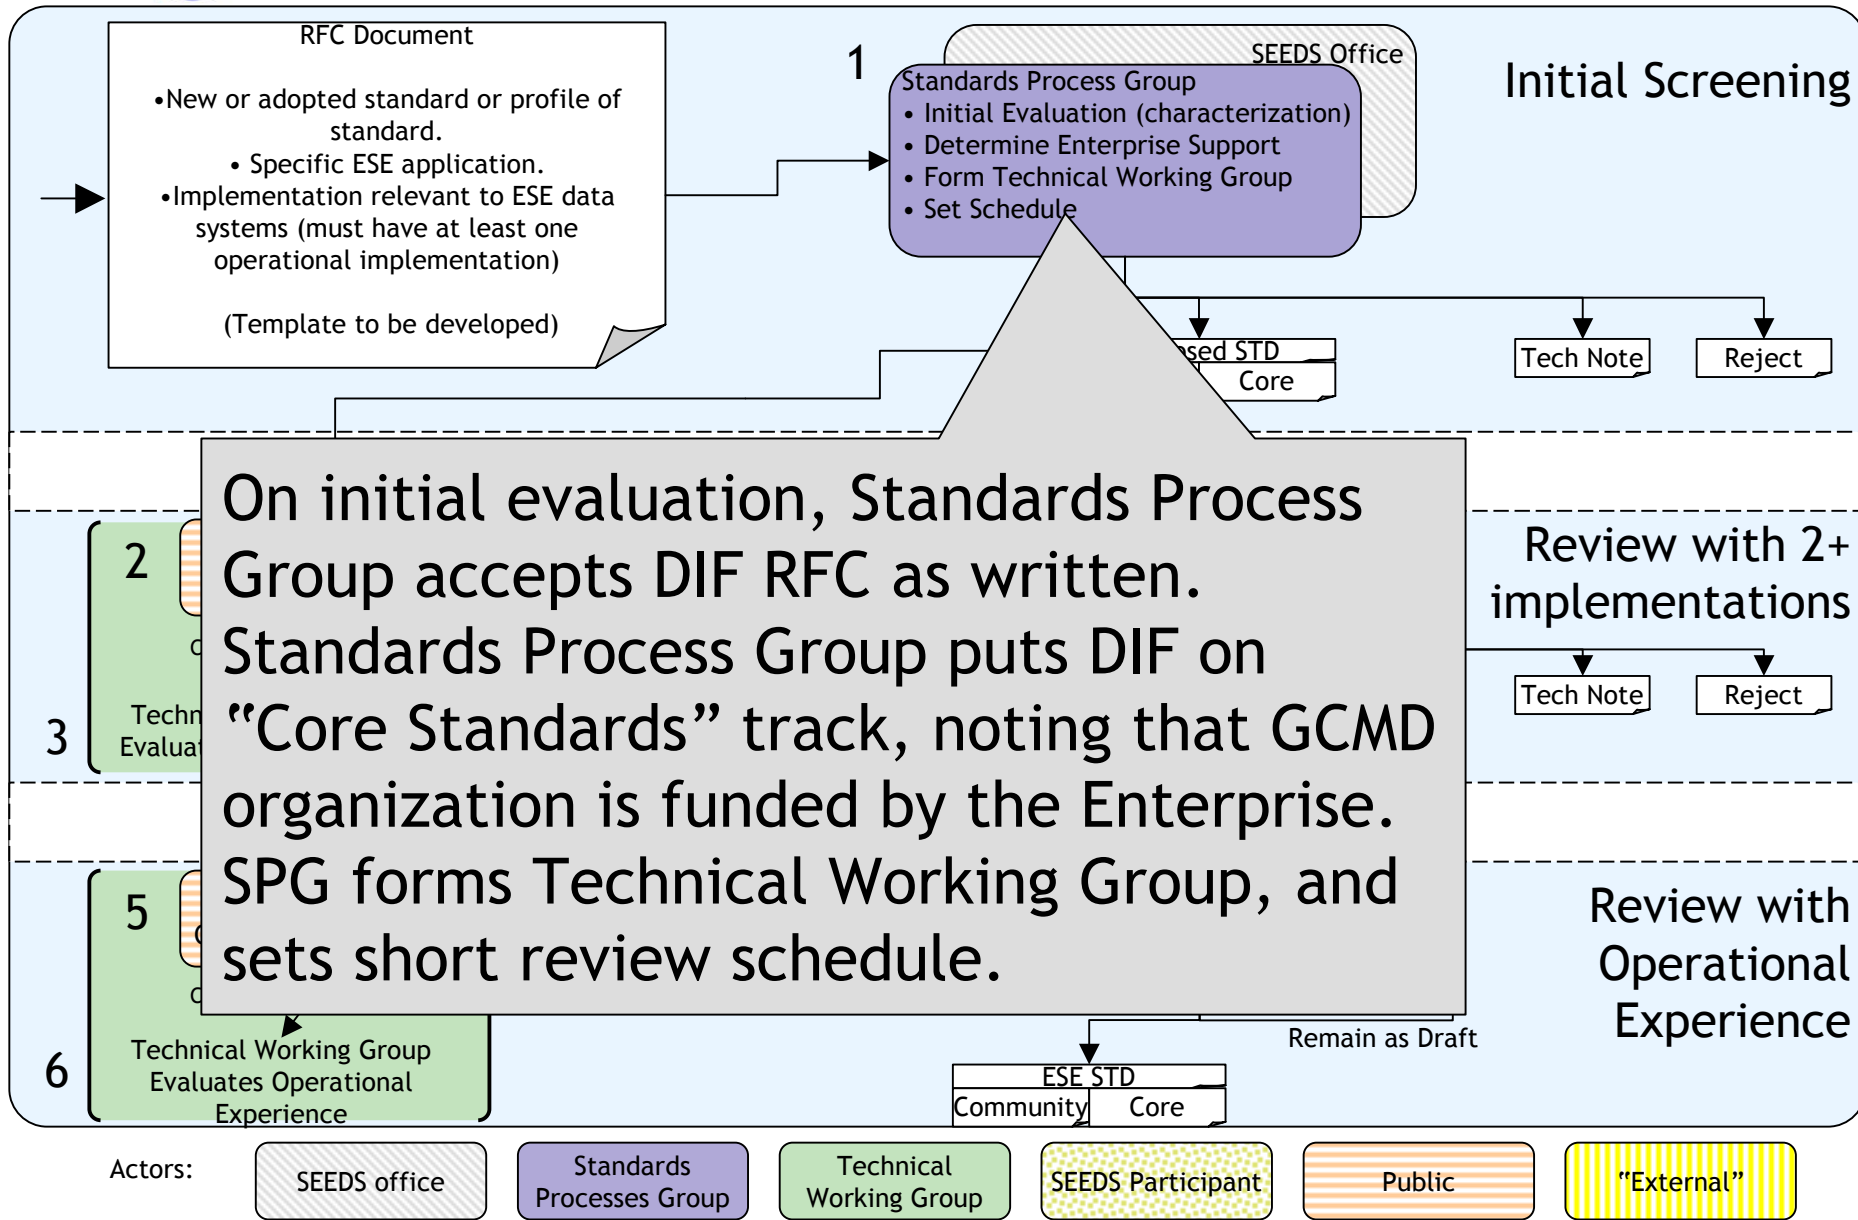 RFC Document
•New or adopted standard or profile of
standard.
• Specific ESE application.
•Implementation relevant to ESE data
systems (must have at least one
operational implementation)
(Template to be developed)
1
SEEDS Office
Standards Process Group
• Initial Evaluation (characterization)
• Determine Enterprise Support
• Form Technical Working Group
• Set Schedule
Initial Screening
STD
Core
Tech Note
Reject
On initial evaluation, Standards Process
Group accepts DIF RFC as written.
Standards Process Group puts DIF on
“Core Standards” track, noting that GCMD
organization is funded by the Enterprise.
SPG forms Technical Working Group, and
sets short review schedule.
2
3
Review with 2+
implementations
Tech Note
Reject
5
6
Technical Working Group
Evaluates Operational
Experience
Review with
Operational
Experience
Remain as Draft
ESE STD
Community
Core
Actors:
SEEDS office
Standards
Processes Group
Technical
Working Group
SEEDS Participant
Public
“External”